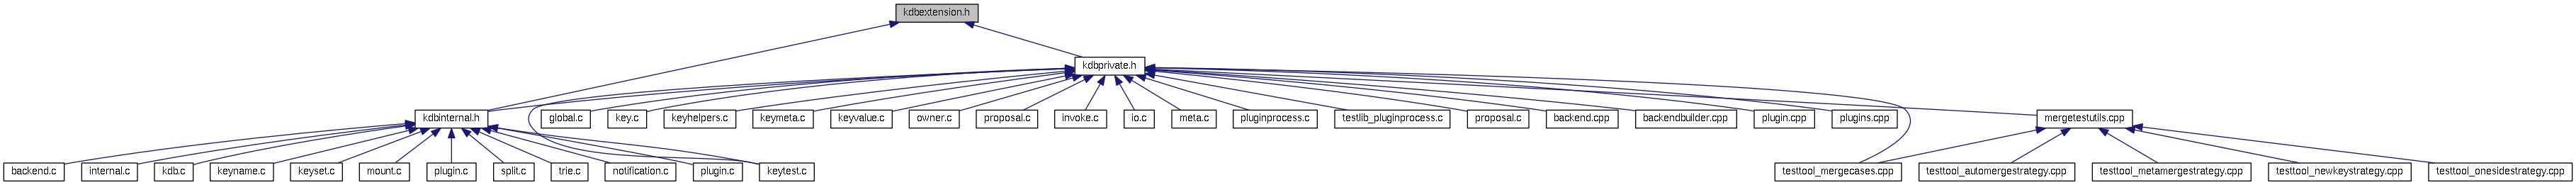 kdbextension.h
kdbprivate.h
kdbinternal.h
global.c
key.c
keyhelpers.c
keymeta.c
keyvalue.c
owner.c
proposal.c
invoke.c
io.c
meta.c
pluginprocess.c
testlib_pluginprocess.c
proposal.c
backend.cpp
backendbuilder.cpp
plugin.cpp
plugins.cpp
mergetestutils.cpp
backend.c
internal.c
kdb.c
keyname.c
keyset.c
mount.c
plugin.c
split.c
trie.c
notification.c
plugin.c
keytest.c
testtool_mergecases.cpp
testtool_automergestrategy.cpp
testtool_metamergestrategy.cpp
testtool_newkeystrategy.cpp
testtool_onesidestrategy.cpp